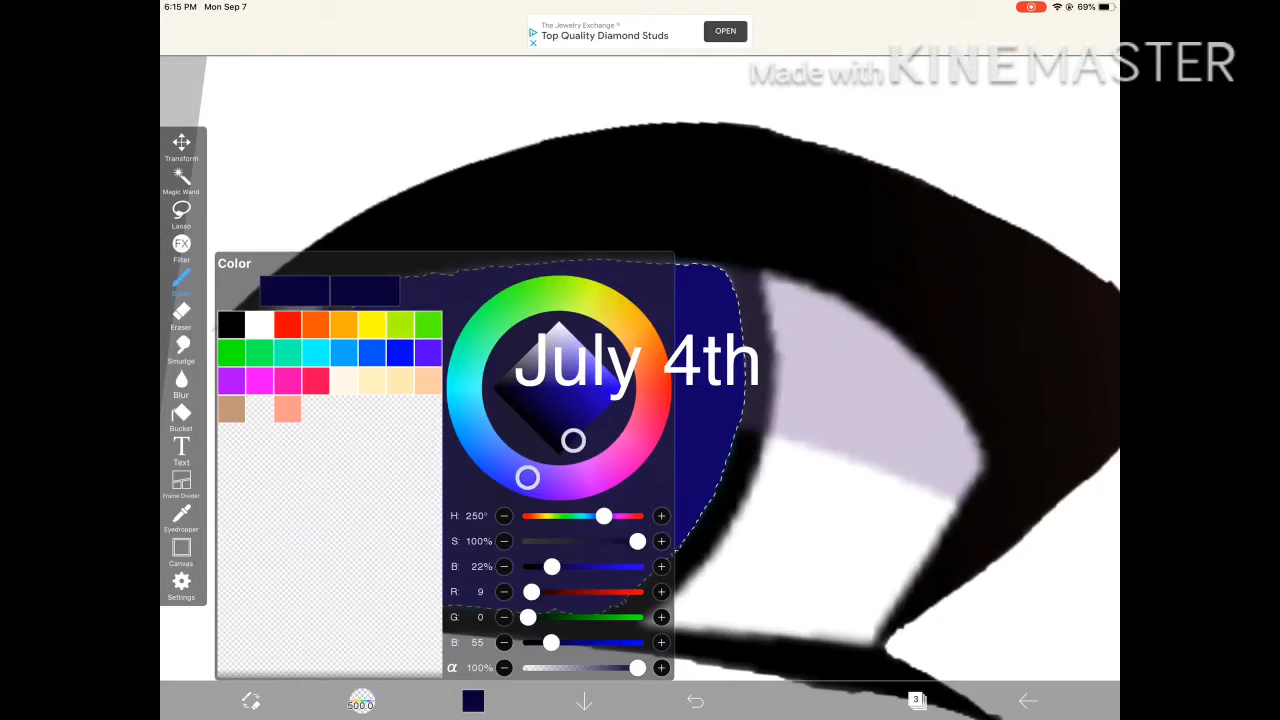 6:15 PM Mon Sep 7
69%
The Jewelry Exchange ®
Top Quality Diamond Studs
OPEN
Made with KINEMASTER
Transform
Magic Wand
Lasso
FX
Filter
Brush
Eraser
Smudge
Blur
Bucket
T
Text
Frame Divider
Eyedropper
Canvas
Settings
Color
July 4th
H: 250°
S: 100%
B: 22%
R: 9
G: 0
B: 55
α 100%
500.0
3